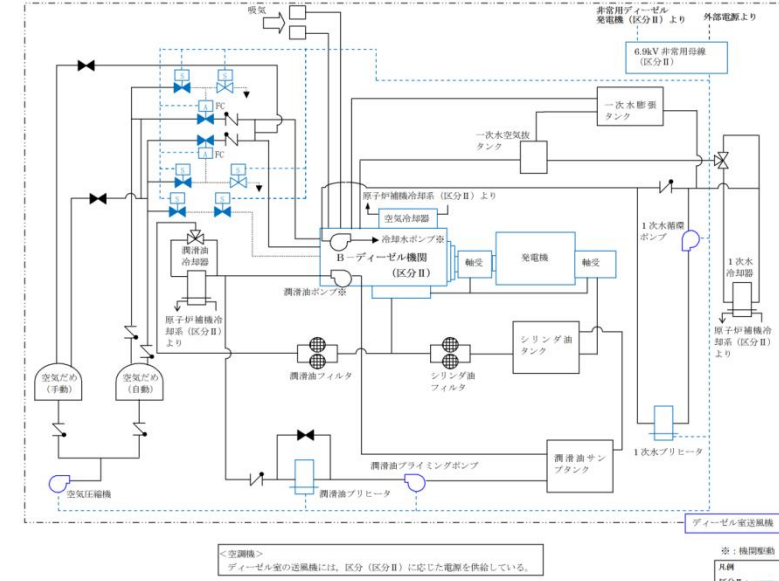 吸気
非常用ディーゼル
発電機（区分Ⅱ）より
外部電源より
6.9kV 非常用母線
（区分Ⅱ）
S
S
A
FC
一次水膨張
タンク
一次水空気抜
タンク
A
FC
S
S
原子炉補機冷却系（区分Ⅱ）より
S
S
空気冷却器
冷却水ポンプ※
潤滑油
冷却器
B－ディーゼル機関
（区分Ⅱ）
軸受
発電機
軸受
1次水循環
ポンプ
1次水
冷却器
潤滑油ポンプ※
原子炉補機冷
却系（区分Ⅱ）
より
原子炉補機冷
却系（区分Ⅱ）
より
シリンダ油
タンク
空気だめ
（手動）
空気だめ
（自動）
潤滑油フィルタ
シリンダ油
フィルタ
潤滑油サン
プタンク
1次水プリヒータ
潤滑油プライミングポンプ
空気圧縮機
潤滑油プリヒータ
ディーゼル室送風機
＜空調機＞
ディーゼル室の送風機には，区分（区分Ⅱ）に応じた電源を供給している。
※：機関駆動
凡例
区分Ⅱ